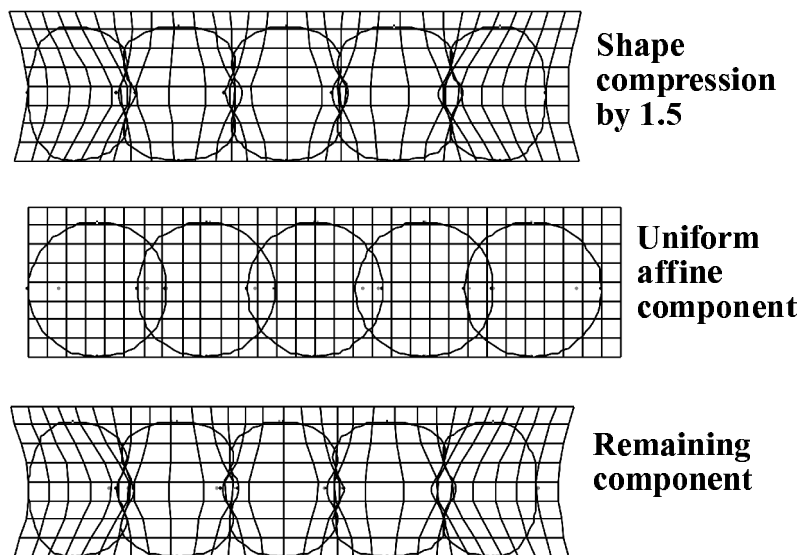 Shape
compression
by 1.5
Uniform
affine
component
Remaining
component